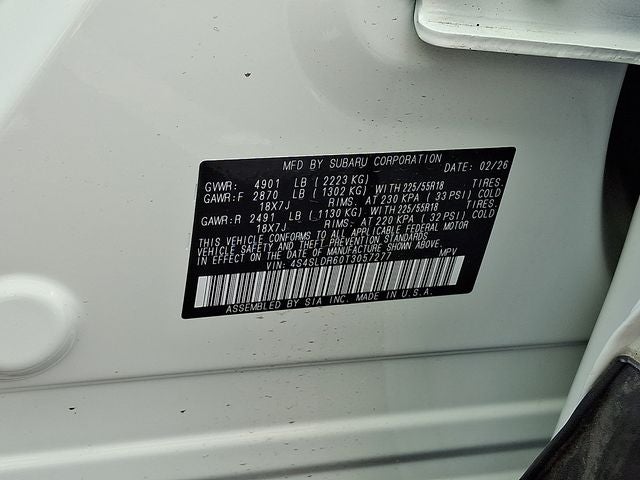 MFD BY SUBARU CORPORATION DATE: 02/26
GVWR: 4901 LB ( 2223 KG)
GAWR:F 2870 LB ( 1302 KG) WITH 225/55R18 TIRES.
18X7J RIMS. AT 230 KPA ( 33 PSI) COLD
GAWR:R 2491 LB ( 1130 KG) WITH 225/55R18 TIRES.
18X7J RIMS. AT 220 KPA ( 32 PSI) COLD
THIS VEHICLE CONFORMS TO ALL APPLICABLE FEDERAL MOTOR
VEHICLE SAFETY AND THEFT PREVENTION STANDARDS
IN EFFECT ON THE DATE OF MANUFACTURE SHOWN ABOVE.
VIN: 4S4SLDR60T3057277 MPV
ASSEMBLED BY SIA INC. MADE IN U.S.A.